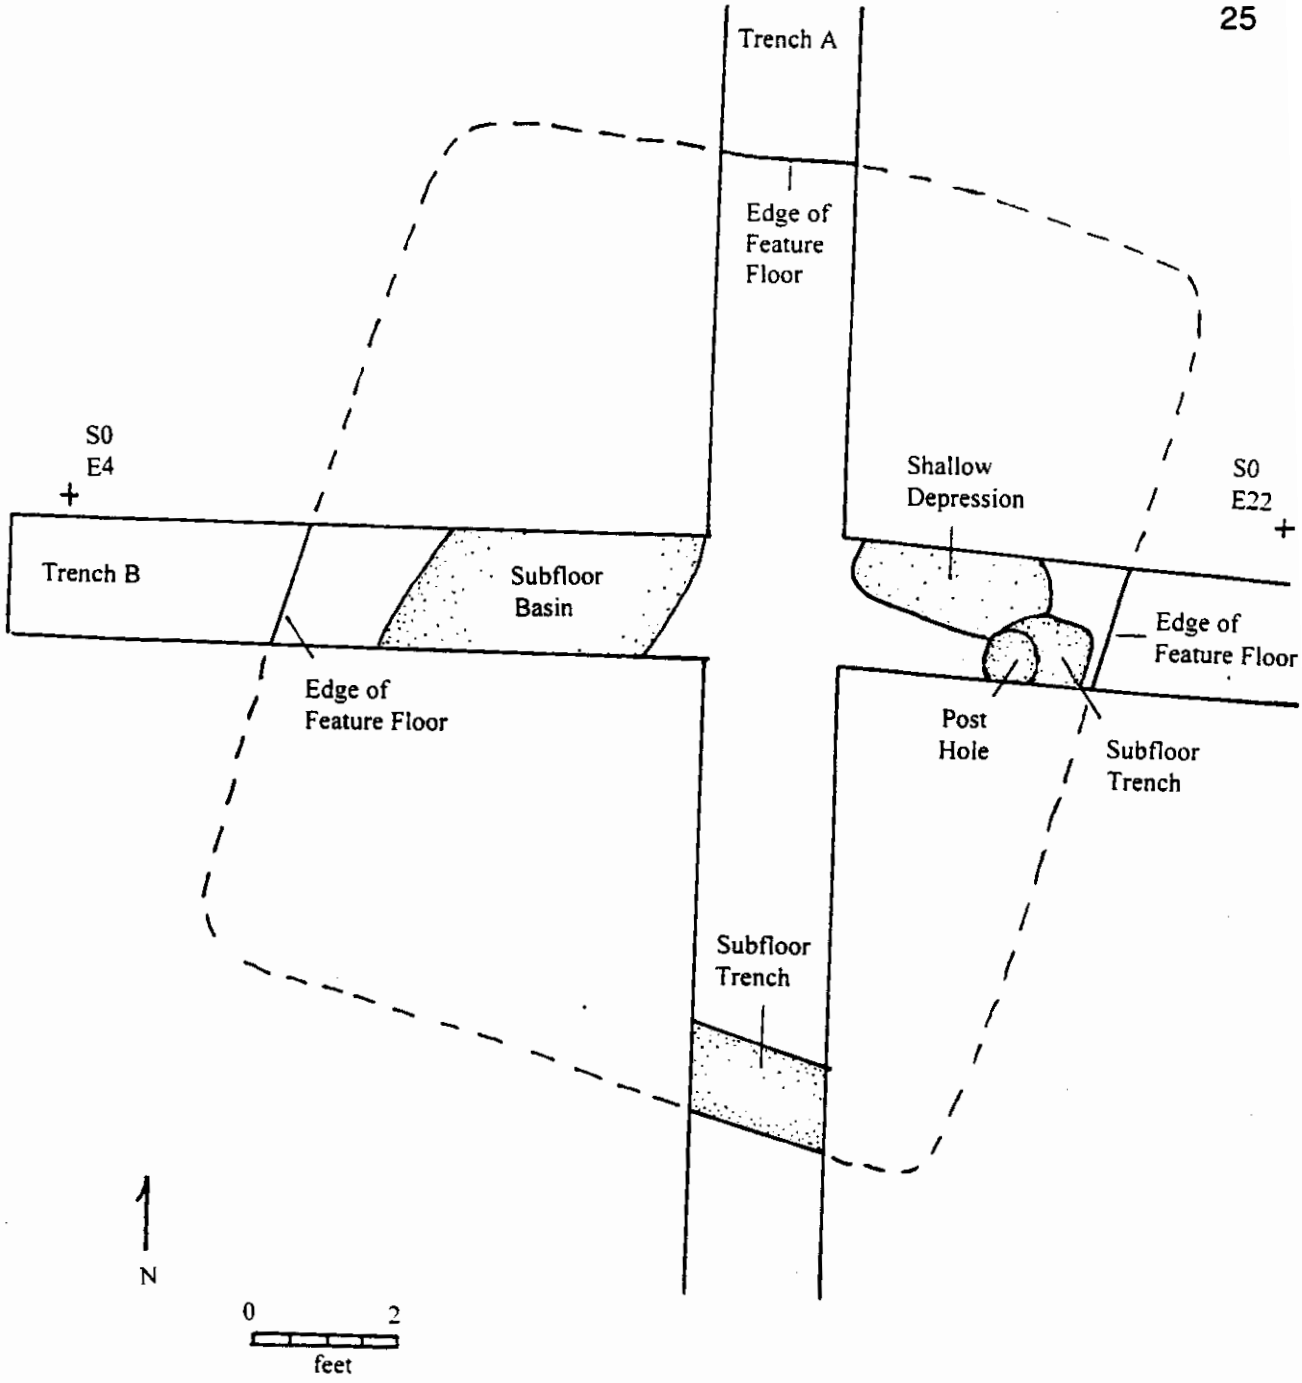 25
Trench A
Edge of
Feature
Floor
S0
E4
Shallow
Depression
S0
E22
Trench B
Subfloor
Basin
Edge of
Feature Floor
Edge of
Feature Floor
Post
Hole
Subfloor
Trench
Subfloor
Trench
N
0 2
feet